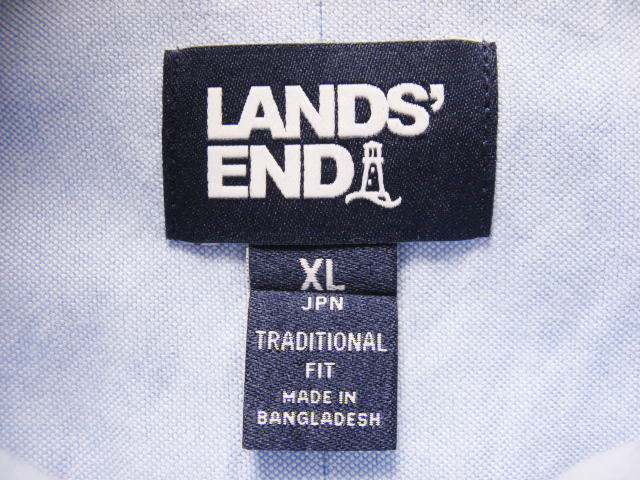 LANDS'
END
XL
JPN
TRADITIONAL
FIT
MADE IN
BANGLADESH